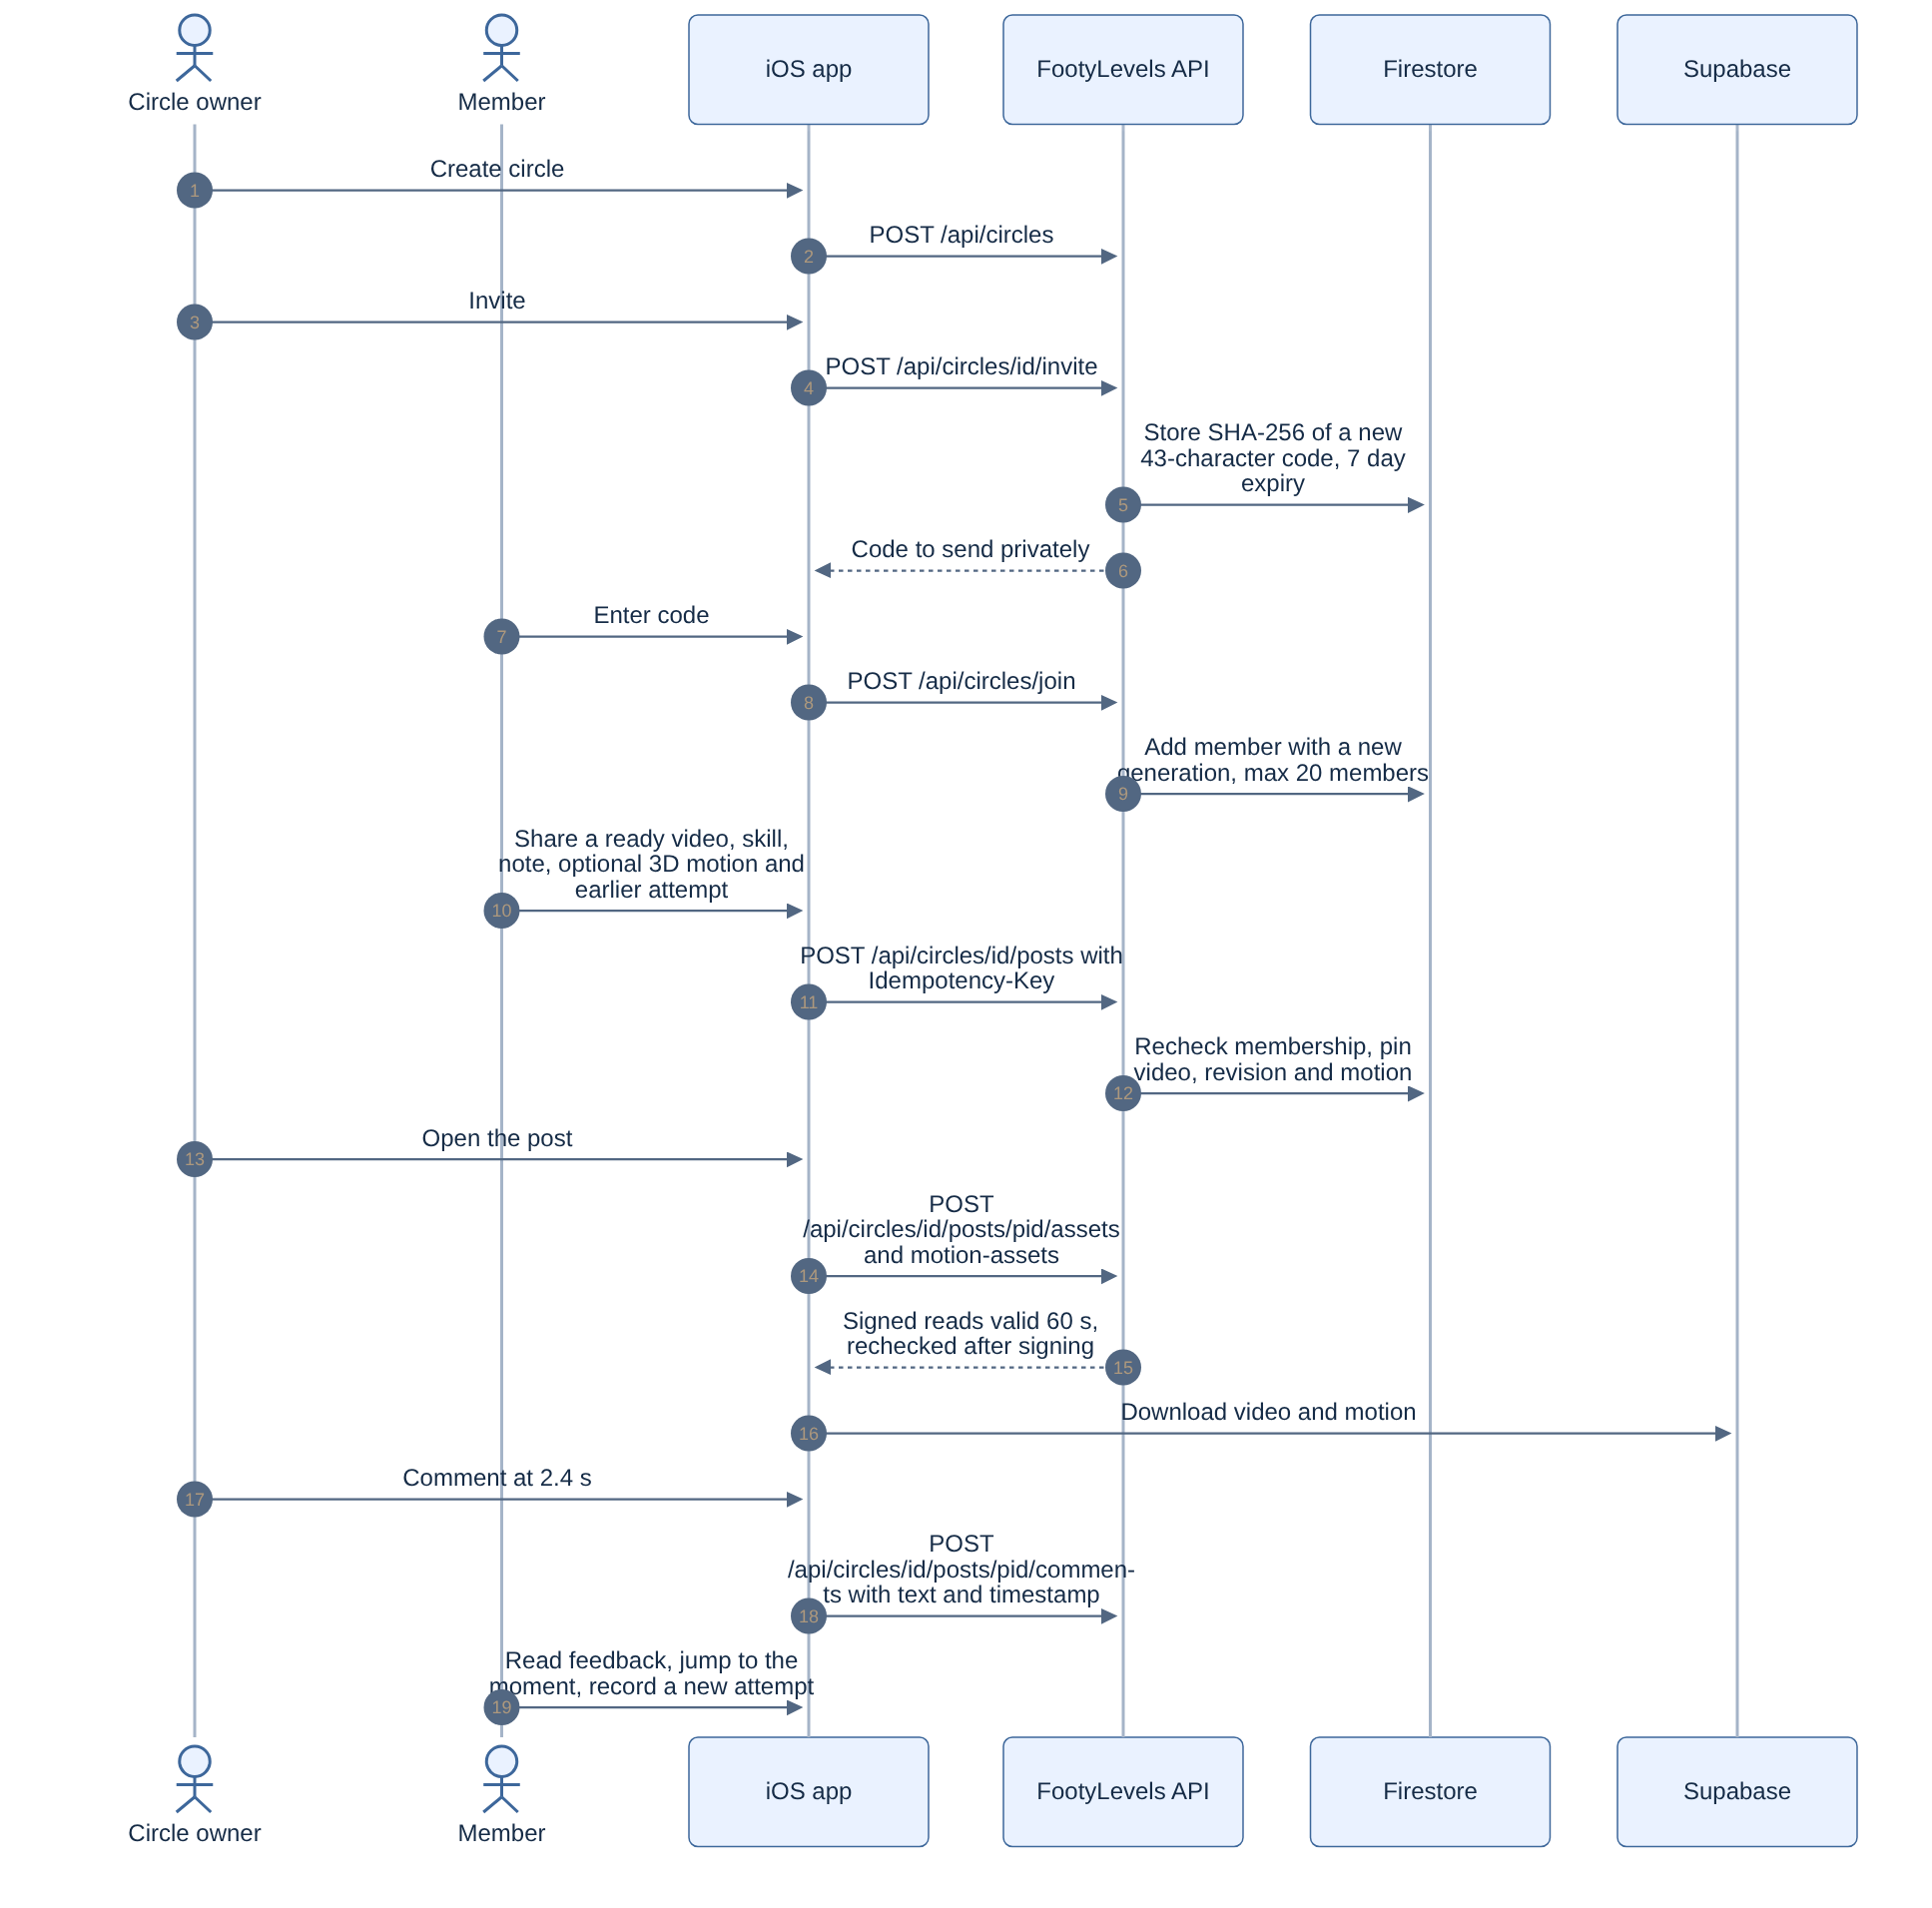 Circle owner
Member
iOS app
FootyLevels API
Firestore
Supabase
Create circle
1
POST /api/circles
2
Invite
3
POST /api/circles/id/invite
4
Store SHA-256 of a new
43-character code, 7 day
expiry
5
Code to send privately
6
Enter code
7
POST /api/circles/join
8
Add member with a new
generation, max 20 members
9
Share a ready video, skill,
note, optional 3D motion and
earlier attempt
10
POST /api/circles/id/posts with
Idempotency-Key
11
Recheck membership, pin
video, revision and motion
12
Open the post
13
POST
/api/circles/id/posts/pid/assets
and motion-assets
14
Signed reads valid 60 s,
rechecked after signing
15
Download video and motion
16
Comment at 2.4 s
17
POST
/api/circles/id/posts/pid/commen-
ts with text and timestamp
18
Read feedback, jump to the
moment, record a new attempt
19
Circle owner
Member
iOS app
FootyLevels API
Firestore
Supabase